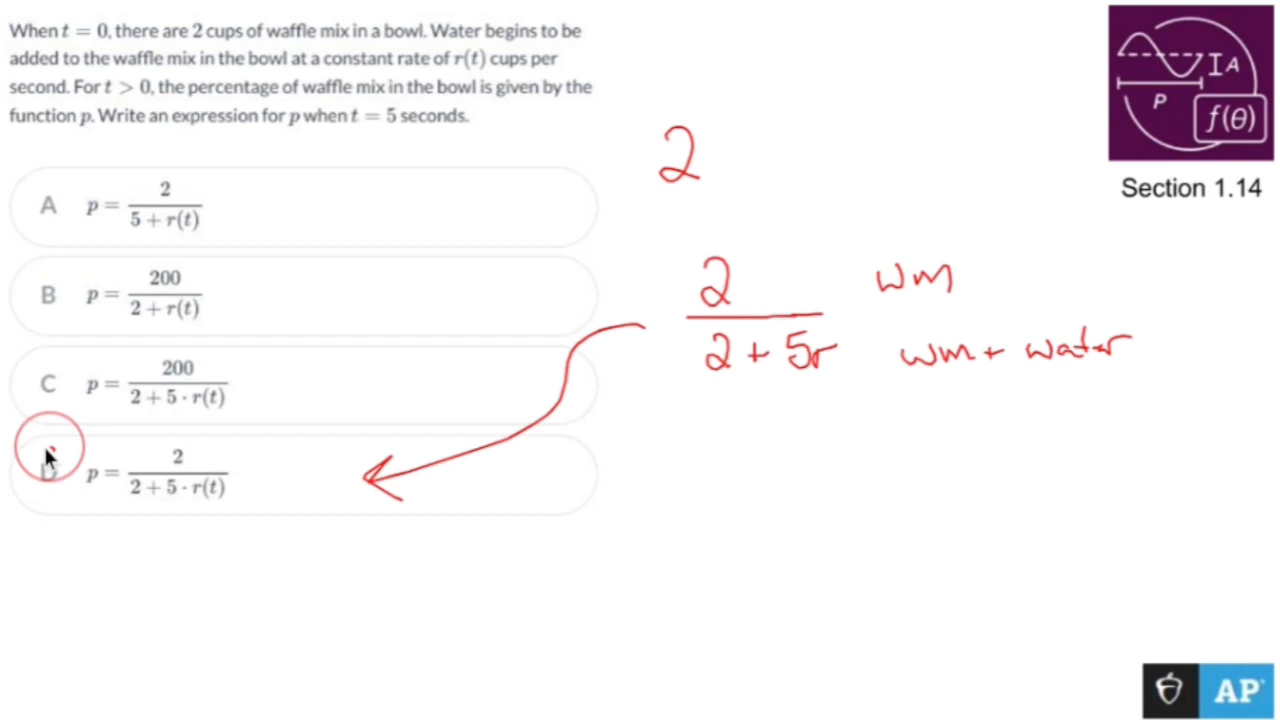 When t = 0, there are 2 cups of waffle mix in a bowl. Water begins to be
added to the waffle mix in the bowl at a constant rate of r(t) cups per
second. For t > 0, the percentage of waffle mix in the bowl is given by the
function p. Write an expression for p when t = 5 seconds.
A p = 2 / (5 + r(t))
B p = 200 / (2 + r(t))
C p = 200 / (2 + 5 · r(t))
D p = 2 / (2 + 5 · r(t))
2
2 wm
2 + 5r wm + water
A
P
f(θ)
Section 1.14
AP